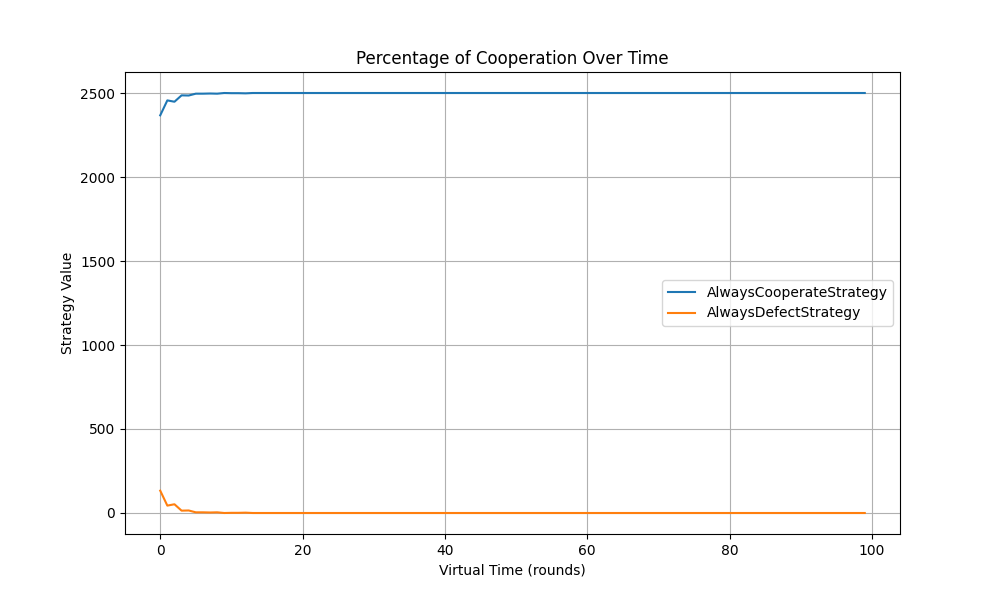 Percentage of Cooperation Over Time
2500
2000
1500
1000
500
0
Strategy Value
AlwaysCooperateStrategy
AlwaysDefectStrategy
0 20 40 60 80 100
Virtual Time (rounds)